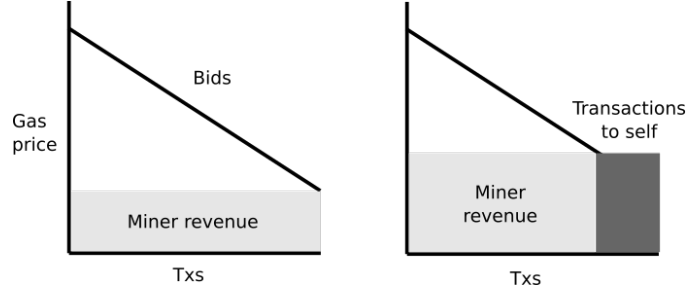 Bids
Gas
price
Miner revenue
Txs
Transactions
to self
Miner
revenue
Txs